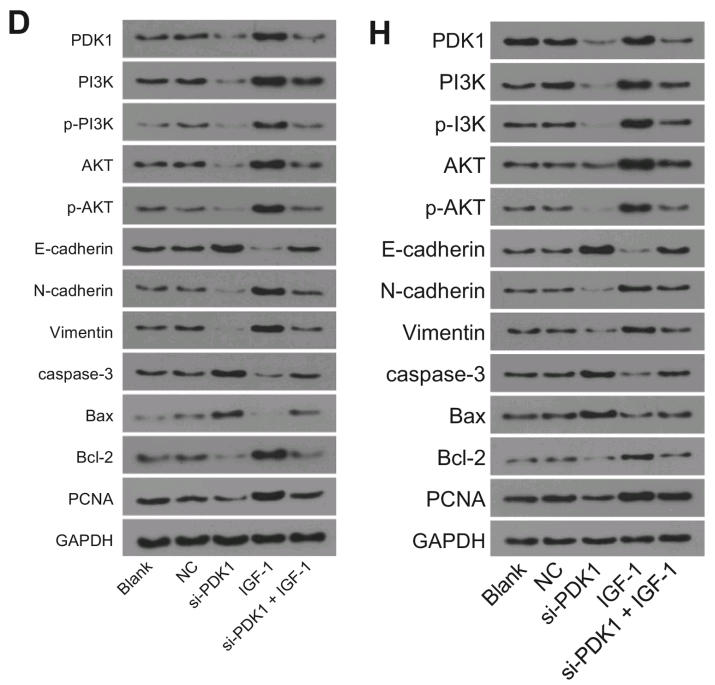 D
PDK1
PI3K
p-PI3K
AKT
p-AKT
E-cadherin
N-cadherin
Vimentin
caspase-3
Bax
Bcl-2
PCNA
GAPDH
Blank
NC
si-PDK1
IGF-1
si-PDK1 + IGF-1
H
PDK1
PI3K
p-I3K
AKT
p-AKT
E-cadherin
N-cadherin
Vimentin
caspase-3
Bax
Bcl-2
PCNA
GAPDH
Blank
NC
si-PDK1
IGF-1
si-PDK1 + IGF-1